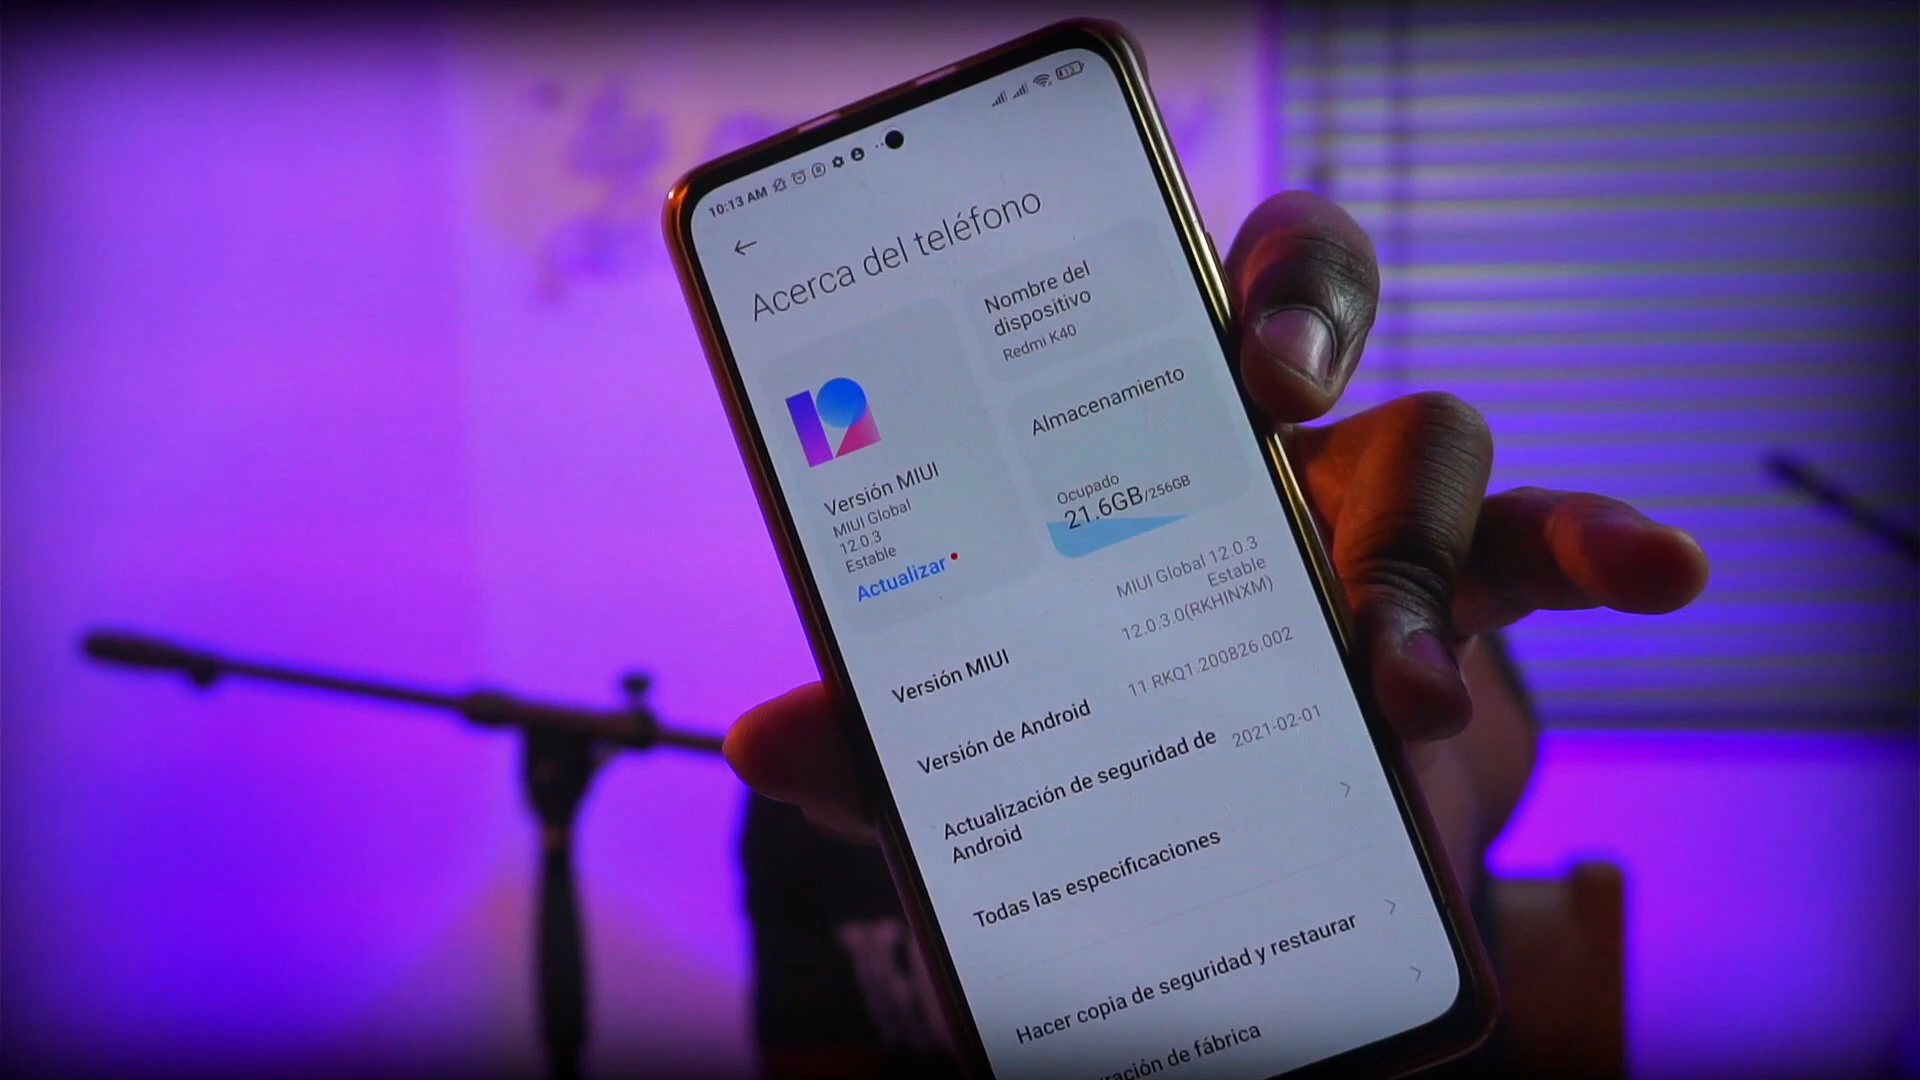 10:13 AM
13
Acerca del teléfono
12
Versión MIUI
MIUI Global
12.0.3
Estable
Actualizar
Nombre del
dispositivo
Redmi K40
Almacenamiento
Ocupado
21.6GB/256GB
Versión MIUI
MIUI Global 12.0.3
Estable
12.0.3.0(RKHINXM)
Versión de Android
11 RKQ1.200826.002
Actualización de seguridad de
Android
2021-02-01
Todas las especificaciones
Hacer copia de seguridad y restaurar
ración de fábrica